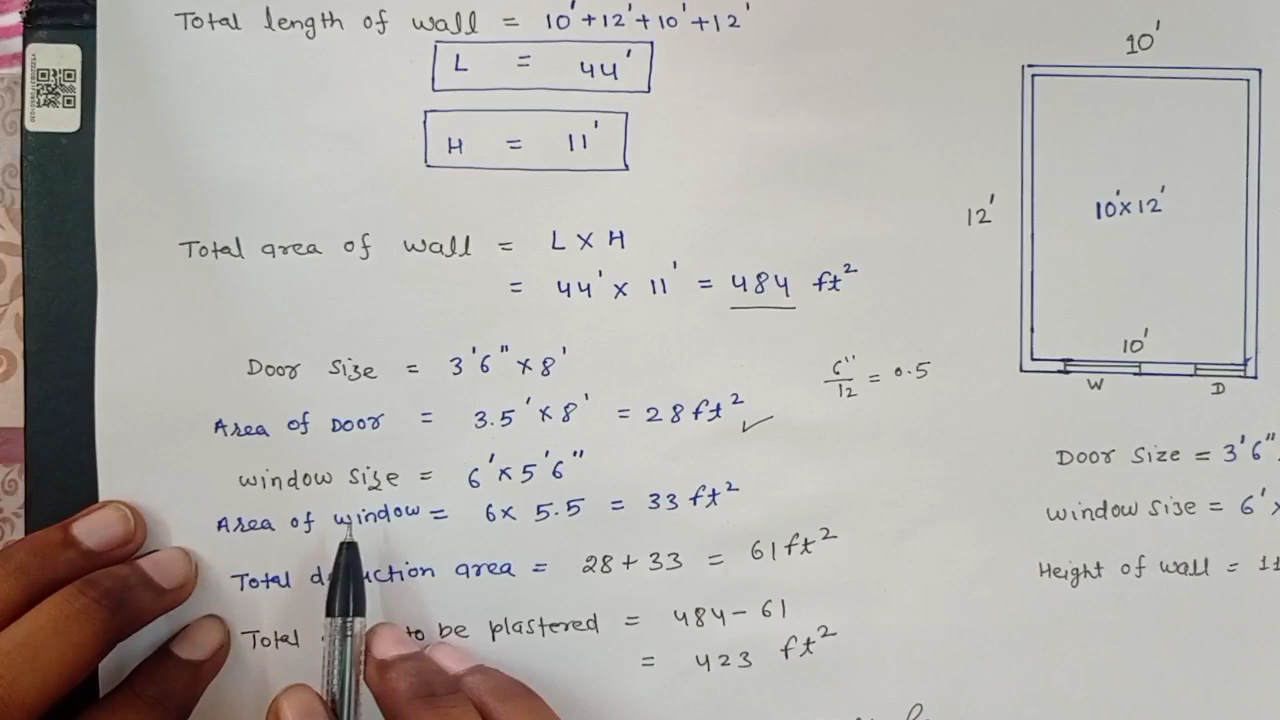 Total length of wall = 10'+12'+10'+12'
L = 44'
H = 11'
Total area of wall = L X H
= 44' x 11' = 484 ft²
Door Size = 3'6" x 8'
6"/12 = 0.5
Area of Door = 3.5' x 8' = 28 ft² ✓
window size = 6' x 5'6"
Area of window = 6 x 5.5 = 33 ft²
Total deduction area = 28 + 33 = 61 ft²
Total to be plastered = 484 - 61
= 423 ft²
10'
12'
10' x 12'
10'
W D
Door Size = 3'6"
window size = 6' x
Height of wall = 11